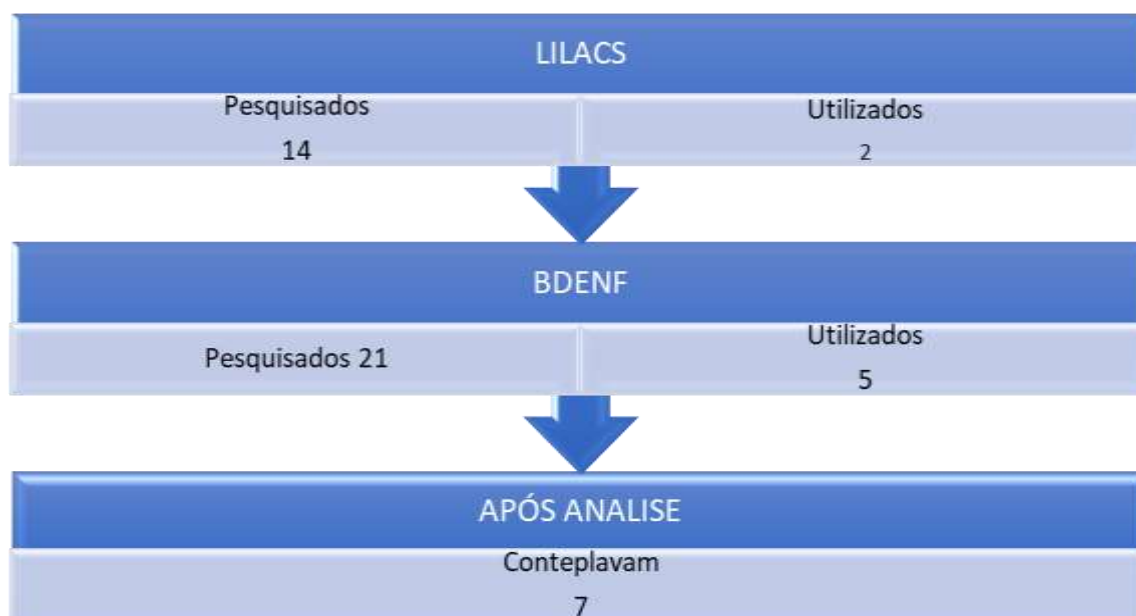 LILACS
Pesquisados
14
Utilizados
2
BDENF
Pesquisados 21
Utilizados
5
APÓS ANALISE
Conteplavam
7